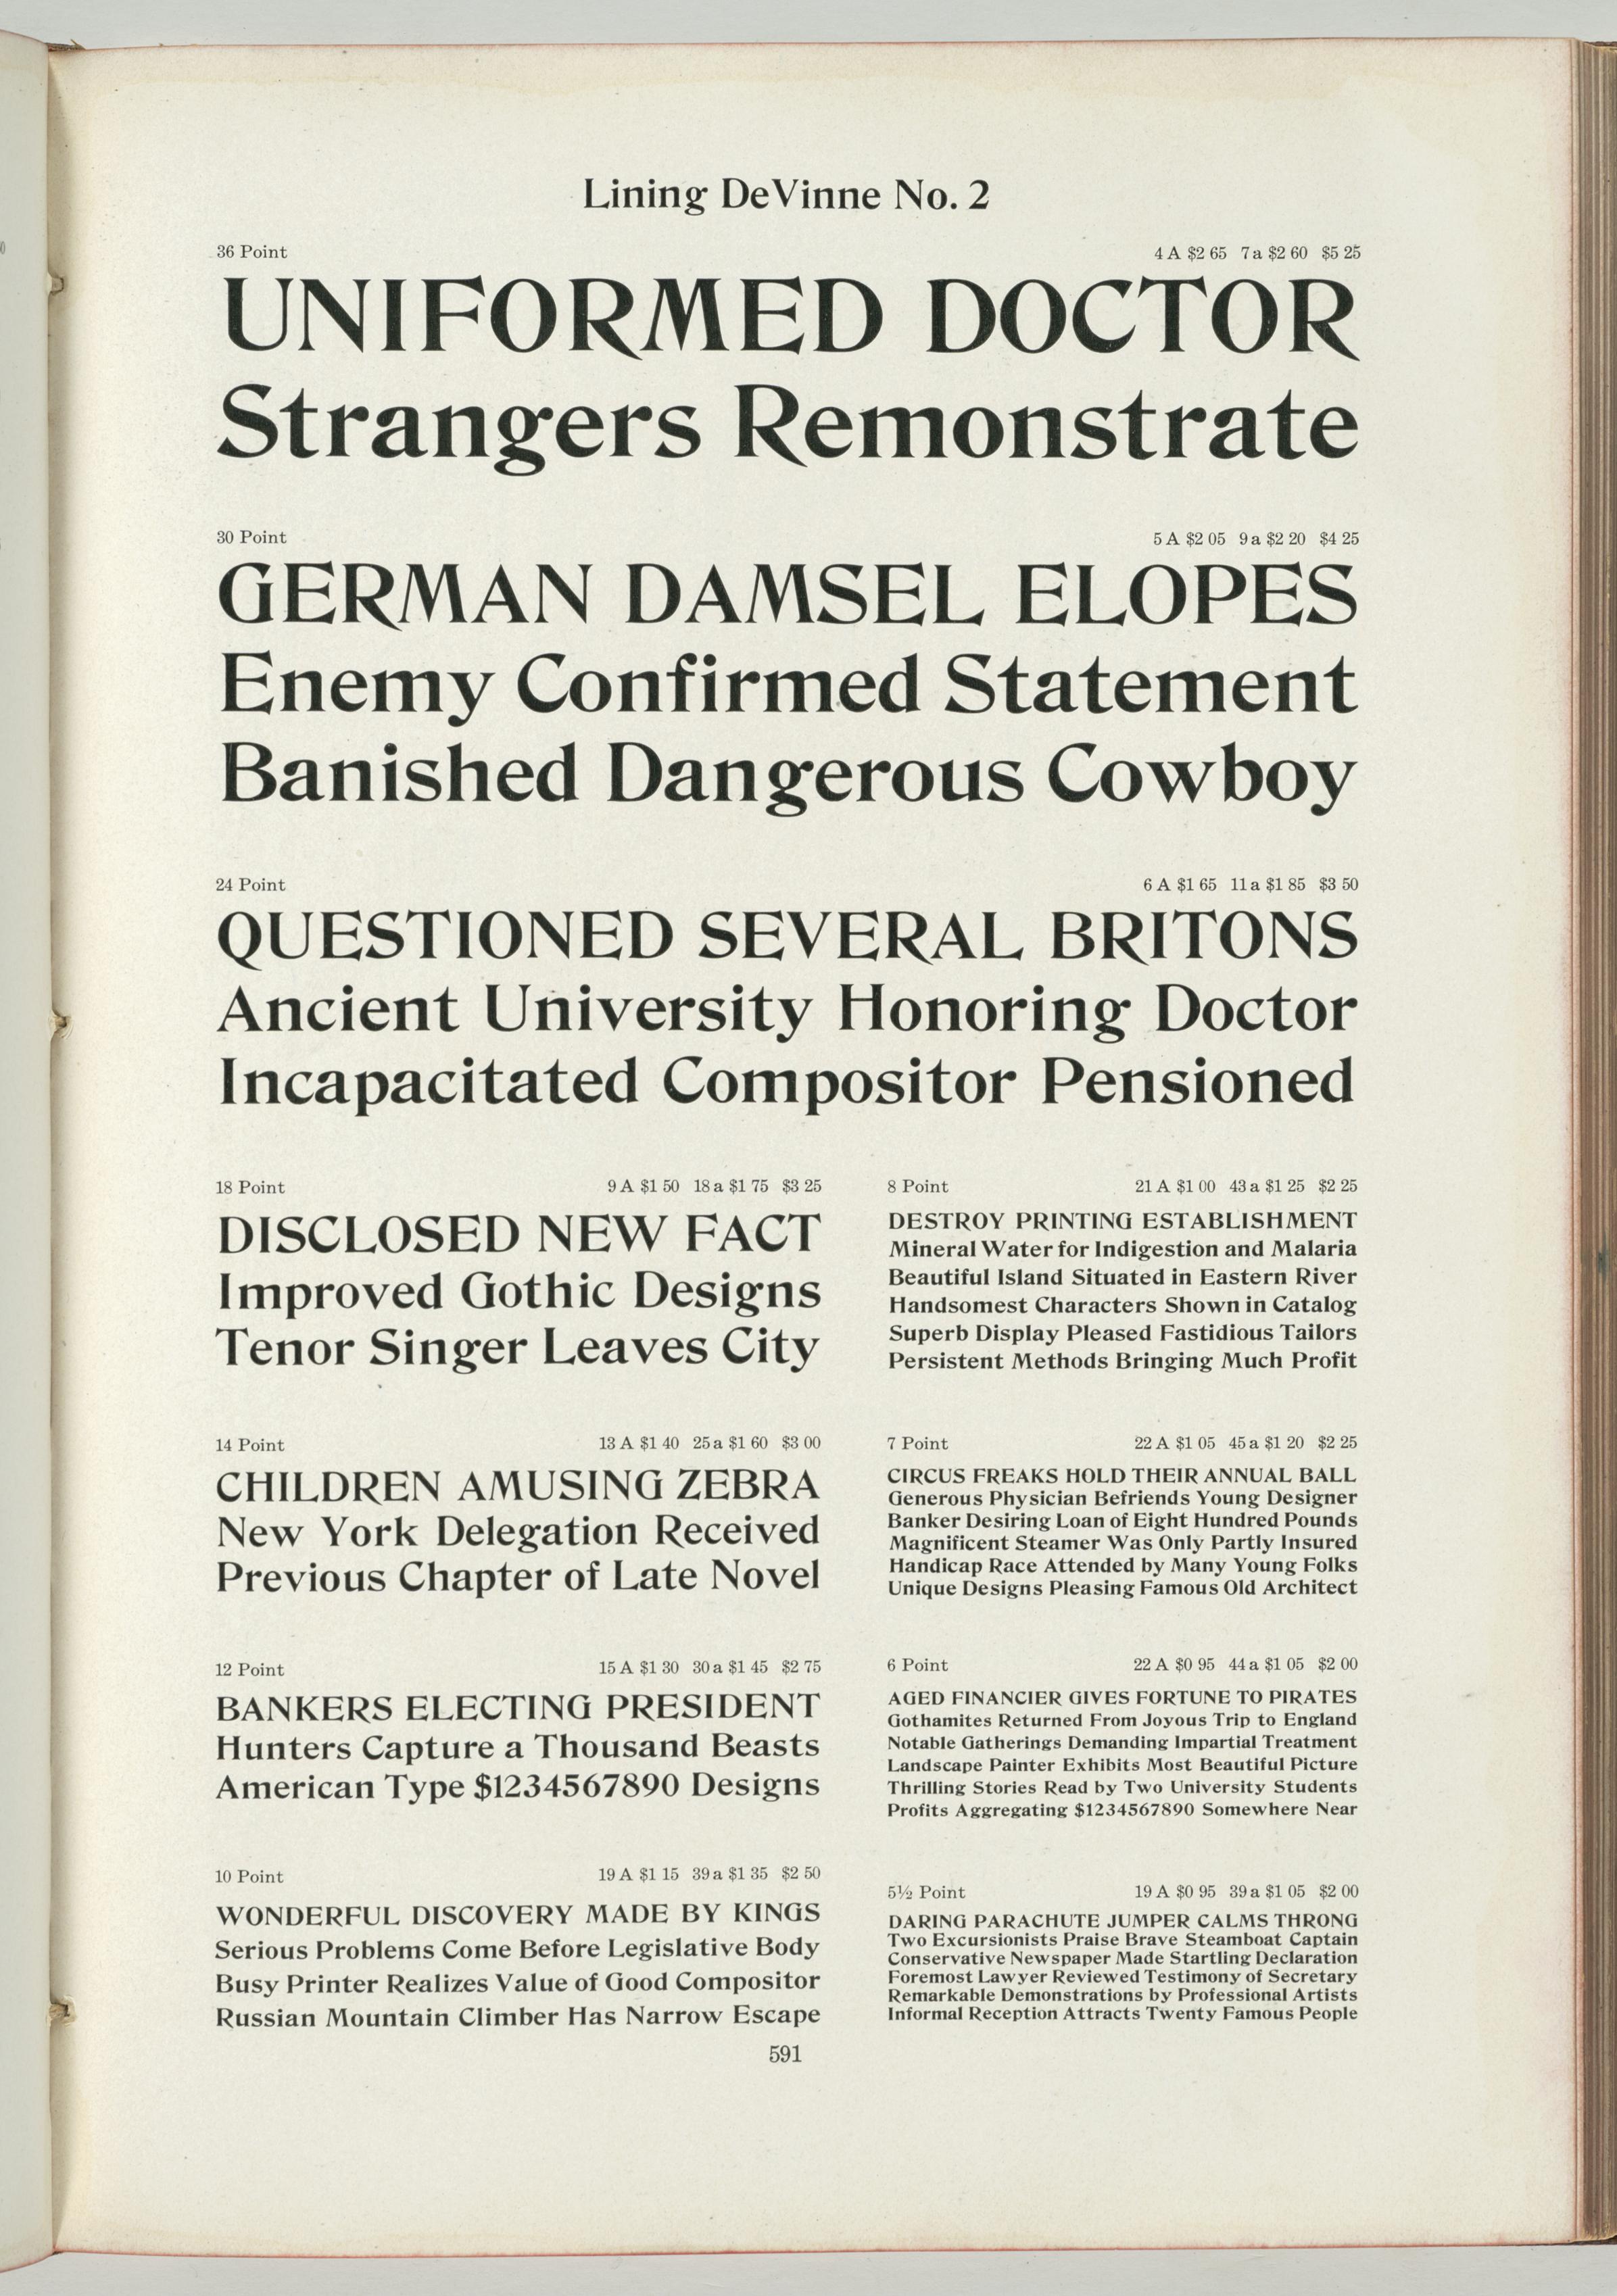 Lining DeVinne No. 2
36 Point 4 A $2 65 7 a $2 60 $5 25
UNIFORMED DOCTOR
Strangers Remonstrate
30 Point 5 A $2 05 9 a $2 20 $4 25
GERMAN DAMSEL ELOPES
Enemy Confirmed Statement
Banished Dangerous Cowboy
24 Point 6 A $1 65 11 a $1 85 $3 50
QUESTIONED SEVERAL BRITONS
Ancient University Honoring Doctor
Incapacitated Compositor Pensioned
18 Point 9 A $1 50 18 a $1 75 $3 25
DISCLOSED NEW FACT
Improved Gothic Designs
Tenor Singer Leaves City
14 Point 13 A $1 40 25 a $1 60 $3 00
CHILDREN AMUSING ZEBRA
New York Delegation Received
Previous Chapter of Late Novel
12 Point 15 A $1 30 30 a $1 45 $2 75
BANKERS ELECTING PRESIDENT
Hunters Capture a Thousand Beasts
American Type $1234567890 Designs
10 Point 19 A $1 15 39 a $1 35 $2 50
WONDERFUL DISCOVERY MADE BY KINGS
Serious Problems Come Before Legislative Body
Busy Printer Realizes Value of Good Compositor
Russian Mountain Climber Has Narrow Escape
8 Point 21 A $1 00 43 a $1 25 $2 25
DESTROY PRINTING ESTABLISHMENT
Mineral Water for Indigestion and Malaria
Beautiful Island Situated in Eastern River
Handsomest Characters Shown in Catalog
Superb Display Pleased Fastidious Tailors
Persistent Methods Bringing Much Profit
7 Point 22 A $1 05 45 a $1 20 $2 25
CIRCUS FREAKS HOLD THEIR ANNUAL BALL
Generous Physician Befriends Young Designer
Banker Desiring Loan of Eight Hundred Pounds
Magnificent Steamer Was Only Partly Insured
Handicap Race Attended by Many Young Folks
Unique Designs Pleasing Famous Old Architect
6 Point 22 A $0 95 44 a $1 05 $2 00
AGED FINANCIER GIVES FORTUNE TO PIRATES
Gothamites Returned From Joyous Trip to England
Notable Gatherings Demanding Impartial Treatment
Landscape Painter Exhibits Most Beautiful Picture
Thrilling Stories Read by Two University Students
Profits Aggregating $1234567890 Somewhere Near
5½ Point 19 A $0 95 39 a $1 05 $2 00
DARING PARACHUTE JUMPER CALMS THRONG
Two Excursionists Praise Brave Steamboat Captain
Conservative Newspaper Made Startling Declaration
Foremost Lawyer Reviewed Testimony of Secretary
Remarkable Demonstrations by Professional Artists
Informal Reception Attracts Twenty Famous People
591